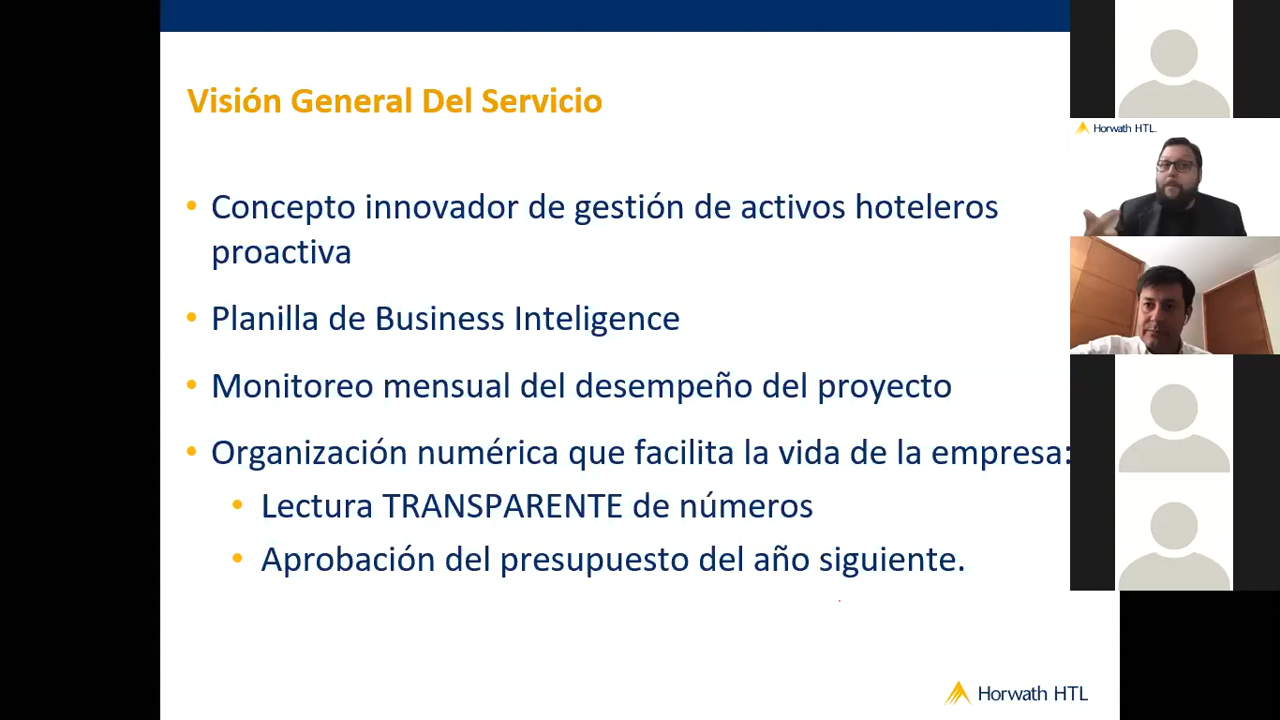 Visión General Del Servicio
• Concepto innovador de gestión de activos hoteleros
proactiva
• Planilla de Business Inteligence
• Monitoreo mensual del desempeño del proyecto
• Organización numérica que facilita la vida de la empresa:
• Lectura TRANSPARENTE de números
• Aprobación del presupuesto del año siguiente.
Horwath HTL
Horwath HTL.